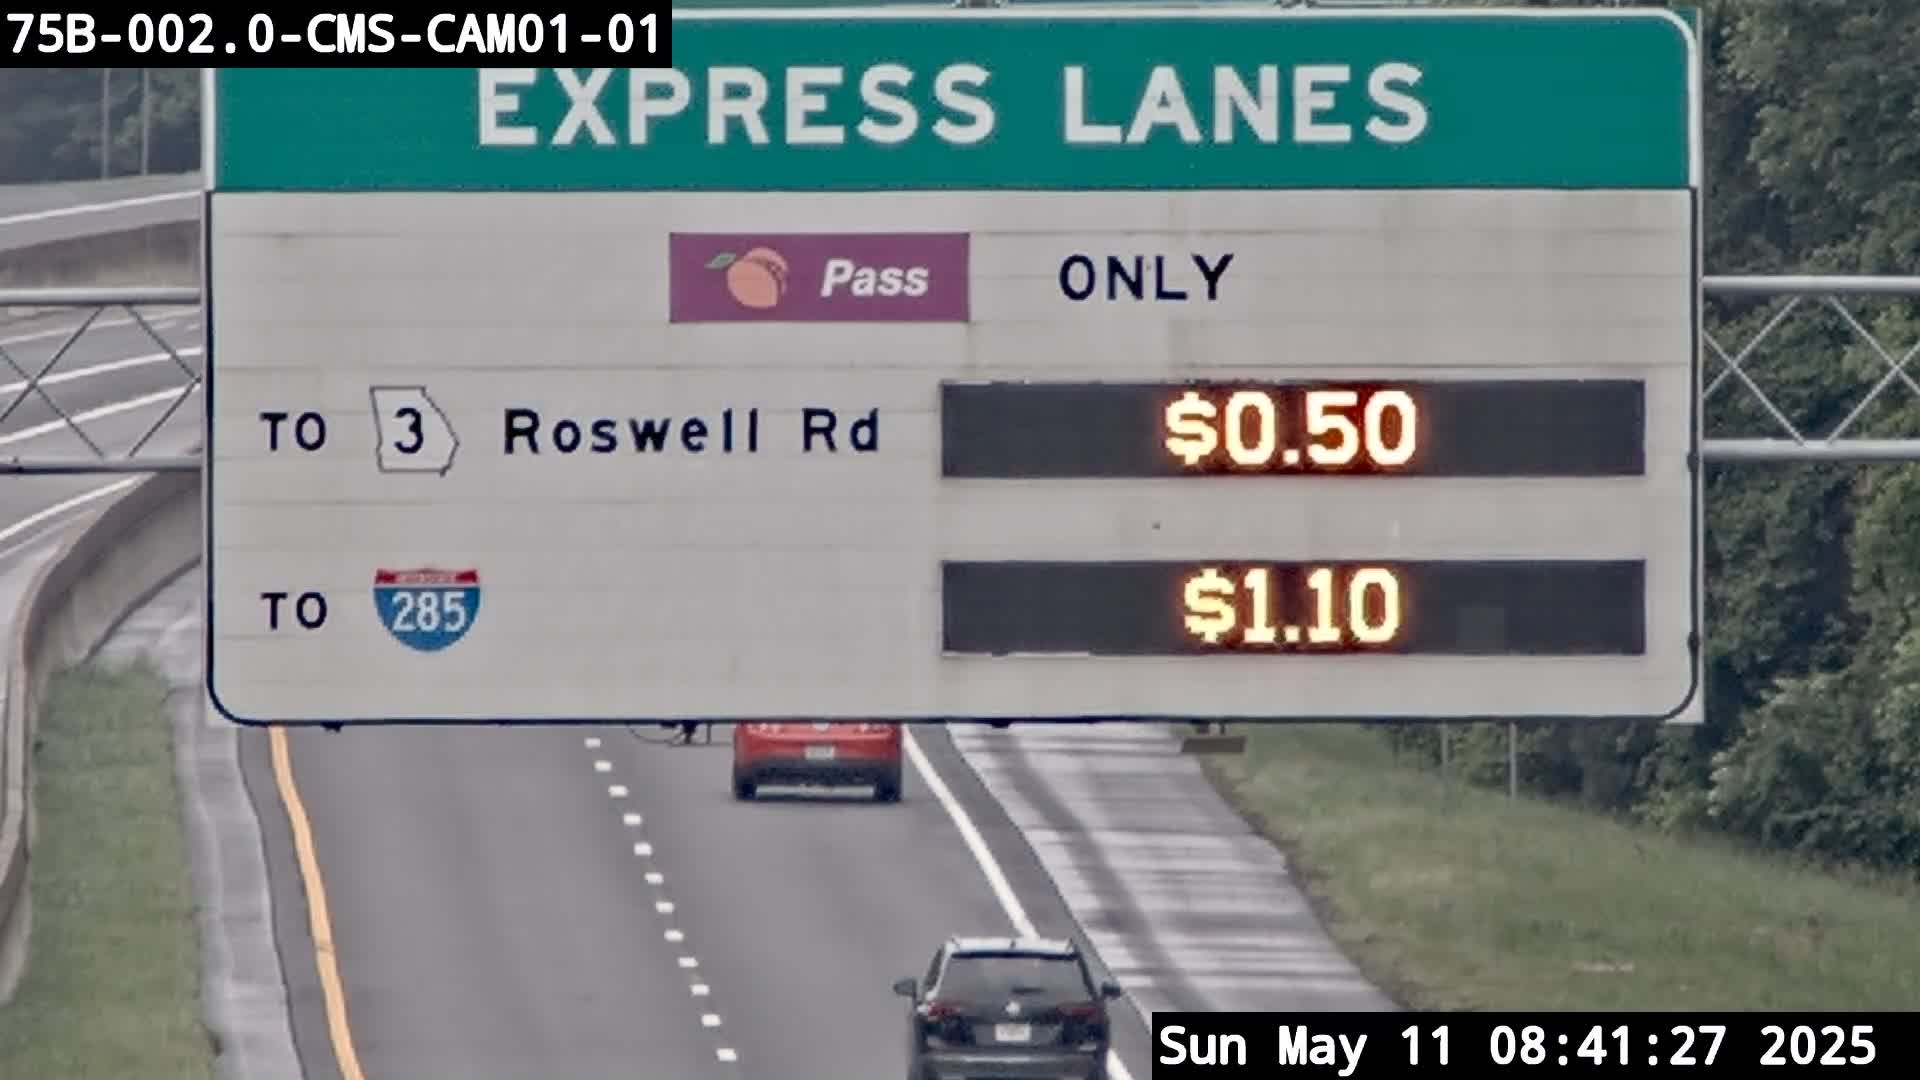 75B-002.0-CMS-CAM01-01
EXPRESS LANES
Pass ONLY
TO 3 Roswell Rd $0.50
TO 285 $1.10
Sun May 11 08:41:27 2025